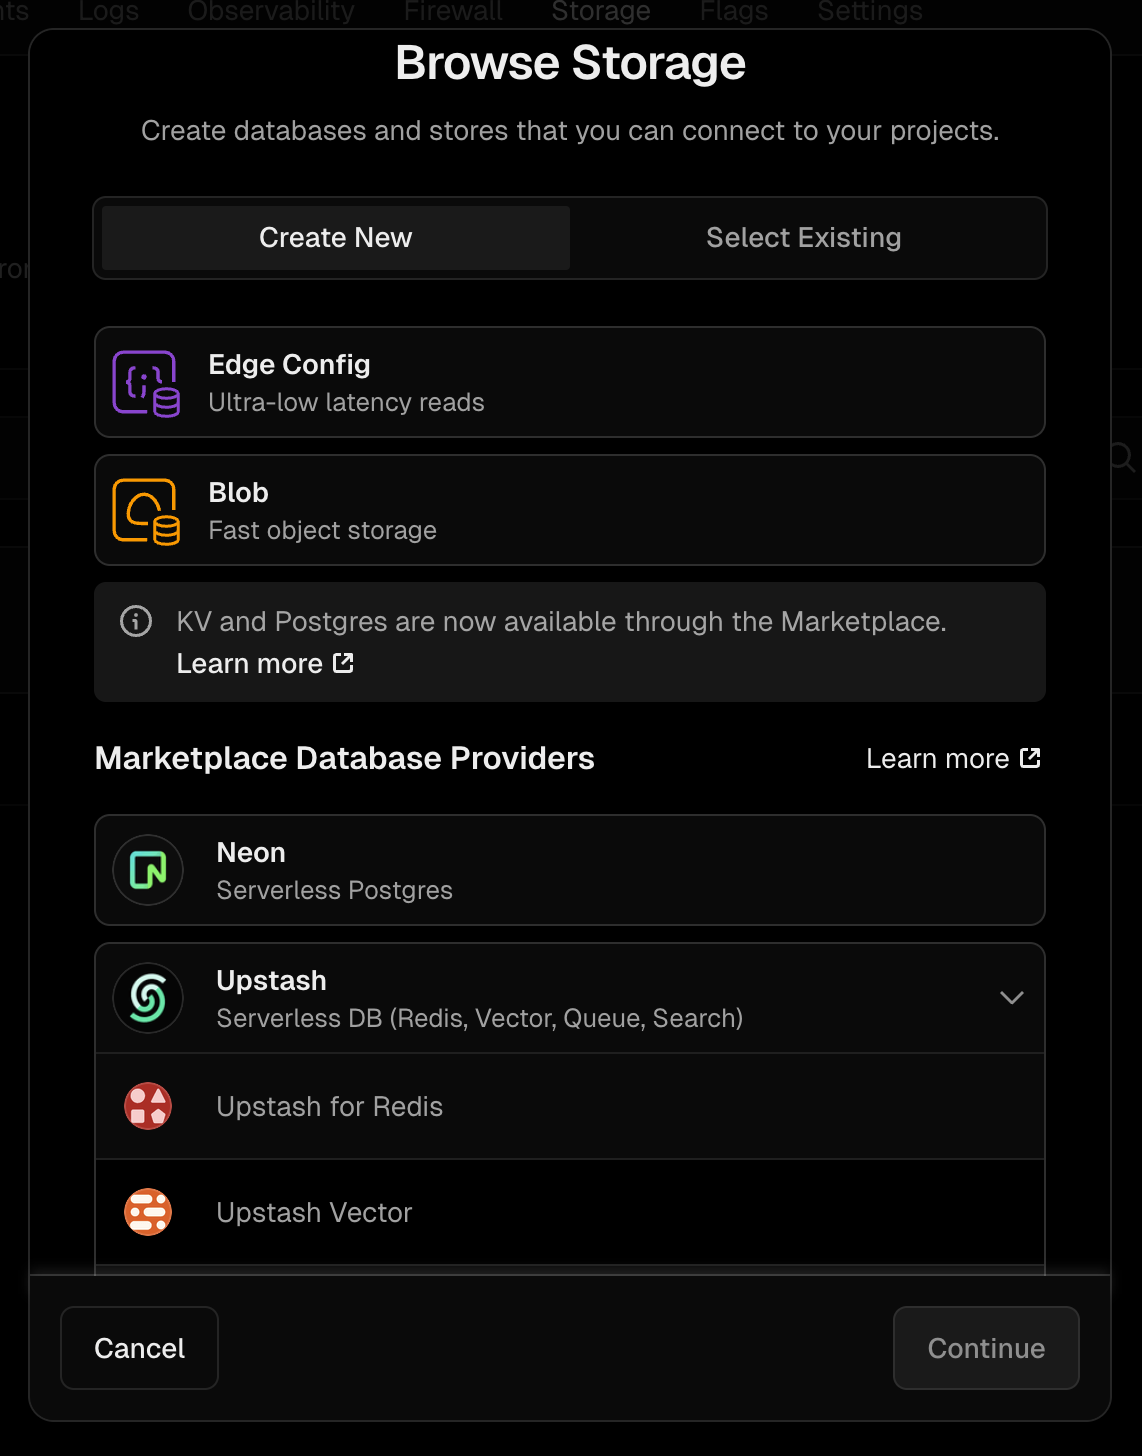 Logs Observability Firewall Storage Flags Settings
Browse Storage
Create databases and stores that you can connect to your projects.
Create New
Select Existing
Edge Config
Ultra-low latency reads
Blob
Fast object storage
KV and Postgres are now available through the Marketplace.
Learn more
Marketplace Database Providers
Learn more
Neon
Serverless Postgres
Upstash
Serverless DB (Redis, Vector, Queue, Search)
Upstash for Redis
Upstash Vector
Cancel
Continue